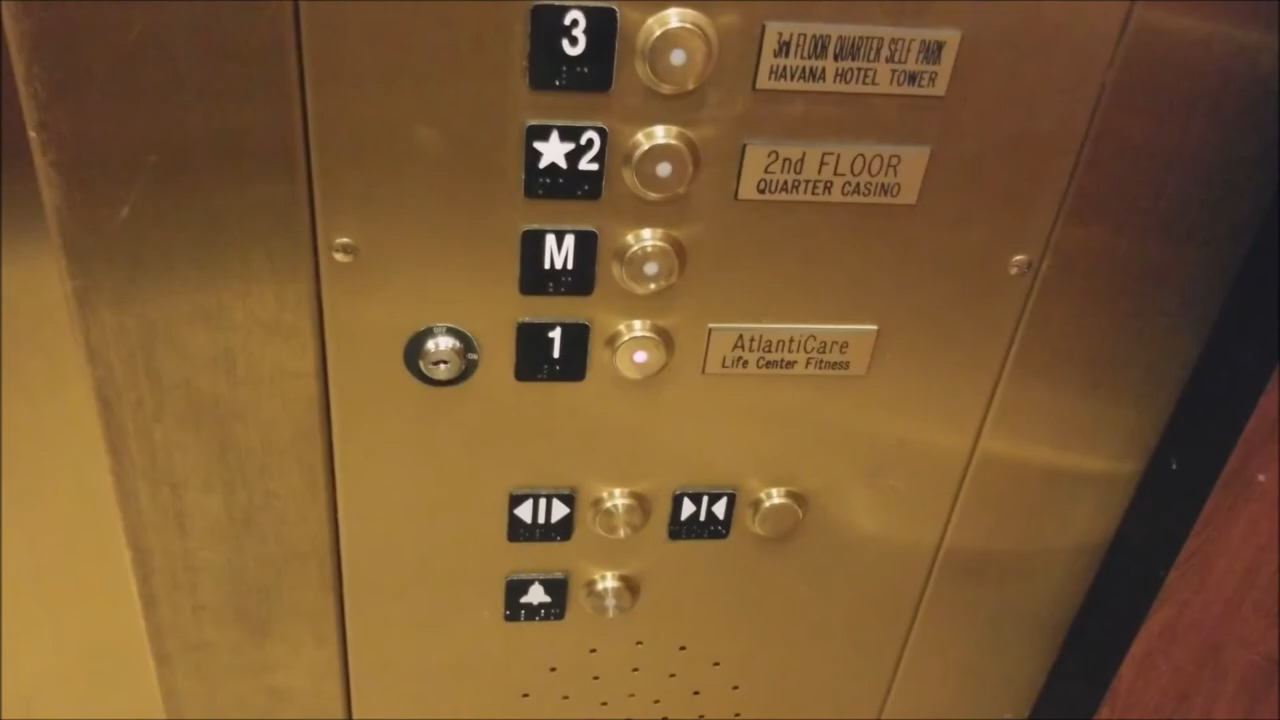 3
3rd FLOOR QUARTER SELF PARK
HAVANA HOTEL TOWER
★2
2nd FLOOR
QUARTER CASINO
M
OFF
ON
1
AtlantiCare
Life Center Fitness